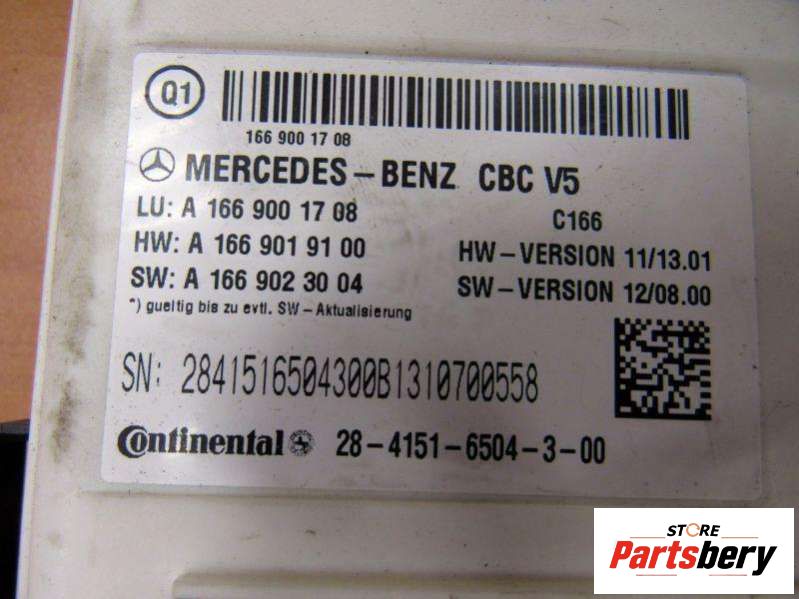 Q1
166 900 17 08
MERCEDES-BENZ CBC V5
LU: A 166 900 17 08 C166
HW: A 166 901 91 00 HW-VERSION 11/13.01
SW: A 166 902 30 04 SW-VERSION 12/08.00
*) gueltig bis zu evtl. SW-Aktualisierung
SN: 2841516504300B1310700558
Continental 28-4151-6504-3-00
STORE
Partsbery